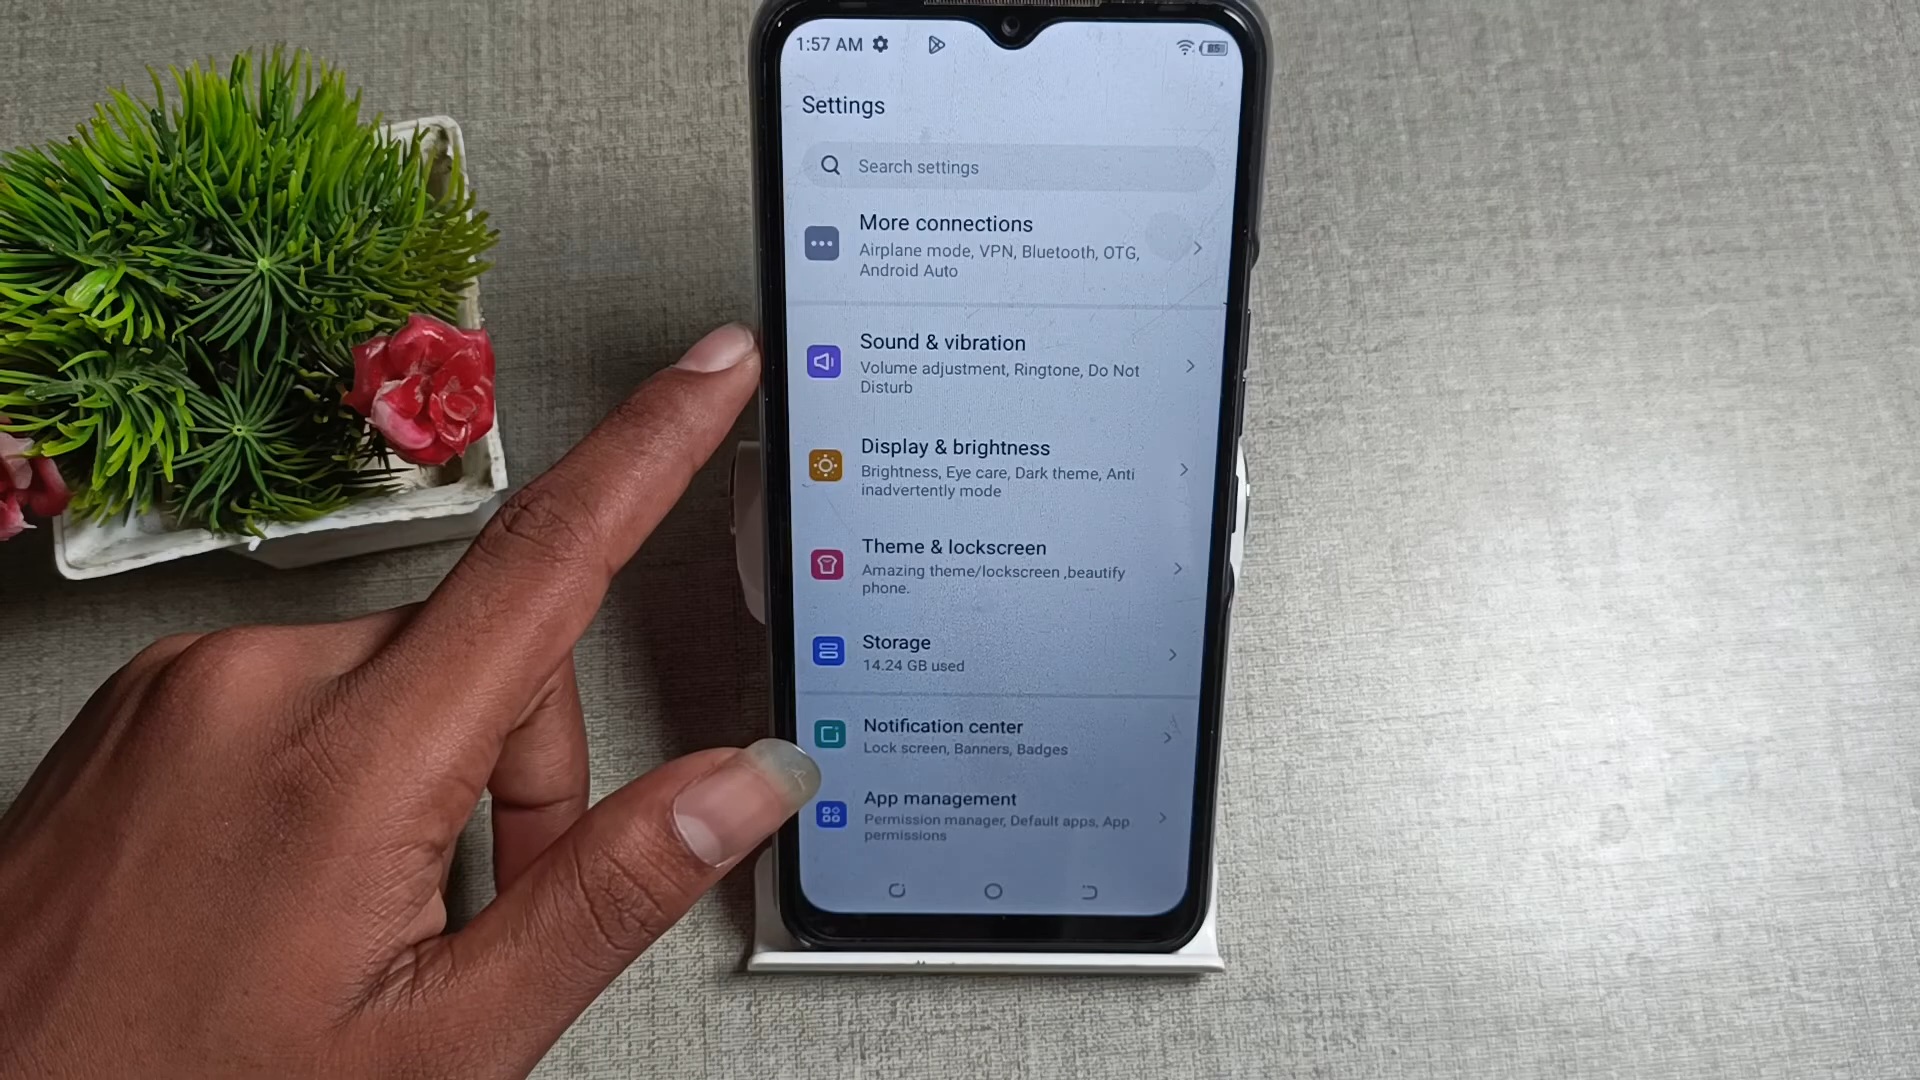 1:57 AM
85
Settings
Search settings
More connections
Airplane mode, VPN, Bluetooth, OTG,
Android Auto
Sound & vibration
Volume adjustment, Ringtone, Do Not
Disturb
Display & brightness
Brightness, Eye care, Dark theme, Anti
inadvertently mode
Theme & lockscreen
Amazing theme/lockscreen ,beautify
phone.
Storage
14.24 GB used
Notification center
Lock screen, Banners, Badges
App management
Permission manager, Default apps, App
permissions